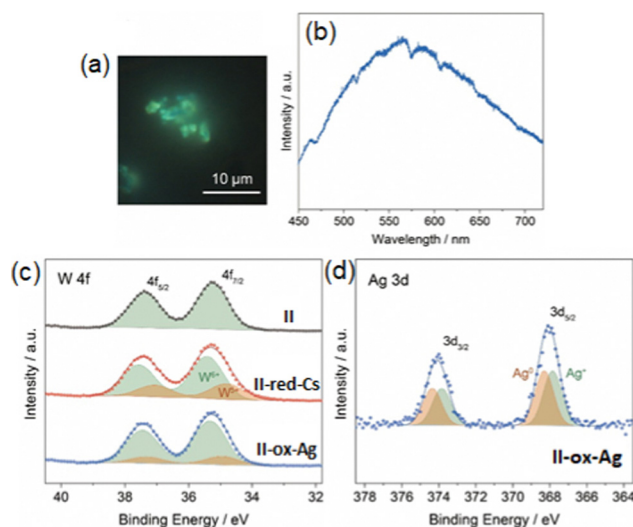 (a)
10 µm
(b)
Intensity / a.u.
450 500 550 600 650 700
Wavelength / nm
(c)
W 4f
4f5/2
4f7/2
II
II-red-Cs
W6+
W5+
II-ox-Ag
Intensity / a.u.
40 38 36 34 32
Binding Energy / eV
(d)
Ag 3d
3d3/2
3d5/2
Ag0
Ag+
II-ox-Ag
Intensity / a.u.
378 376 374 372 370 368 366 364
Binding Energy / eV